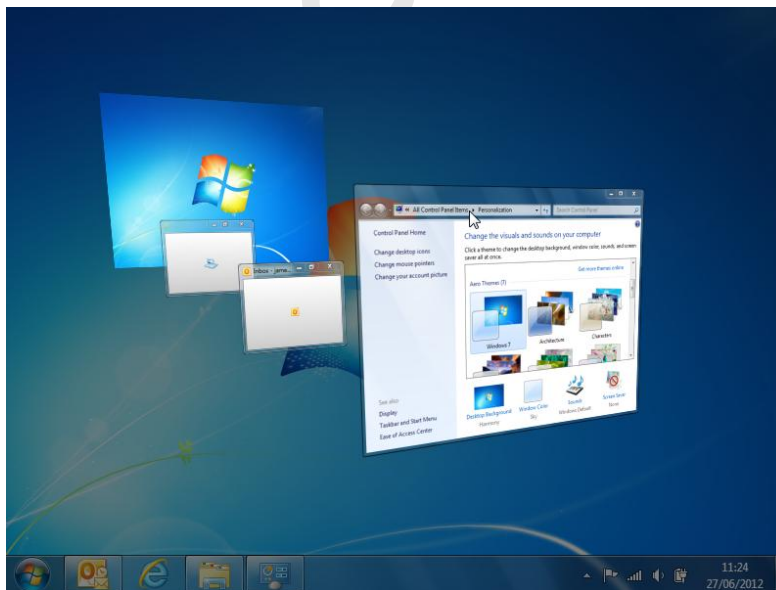 All Control Panel Items ▸ Personalization
Search Control Panel
Control Panel Home
Change the visuals and sounds on your computer
Click a theme to change the desktop background, window color, sounds, and screen
saver all at once.
Change desktop icons
Change mouse pointers
Change your account picture
Get more themes online
Aero Themes (7)
Windows 7
Architecture
Characters
Inbox - jama...
See also
Display
Taskbar and Start Menu
Ease of Access Center
Desktop Background
Harmony
Window Color
Sky
Sounds
Windows Default
Screen Saver
None
11:24
27/06/2012